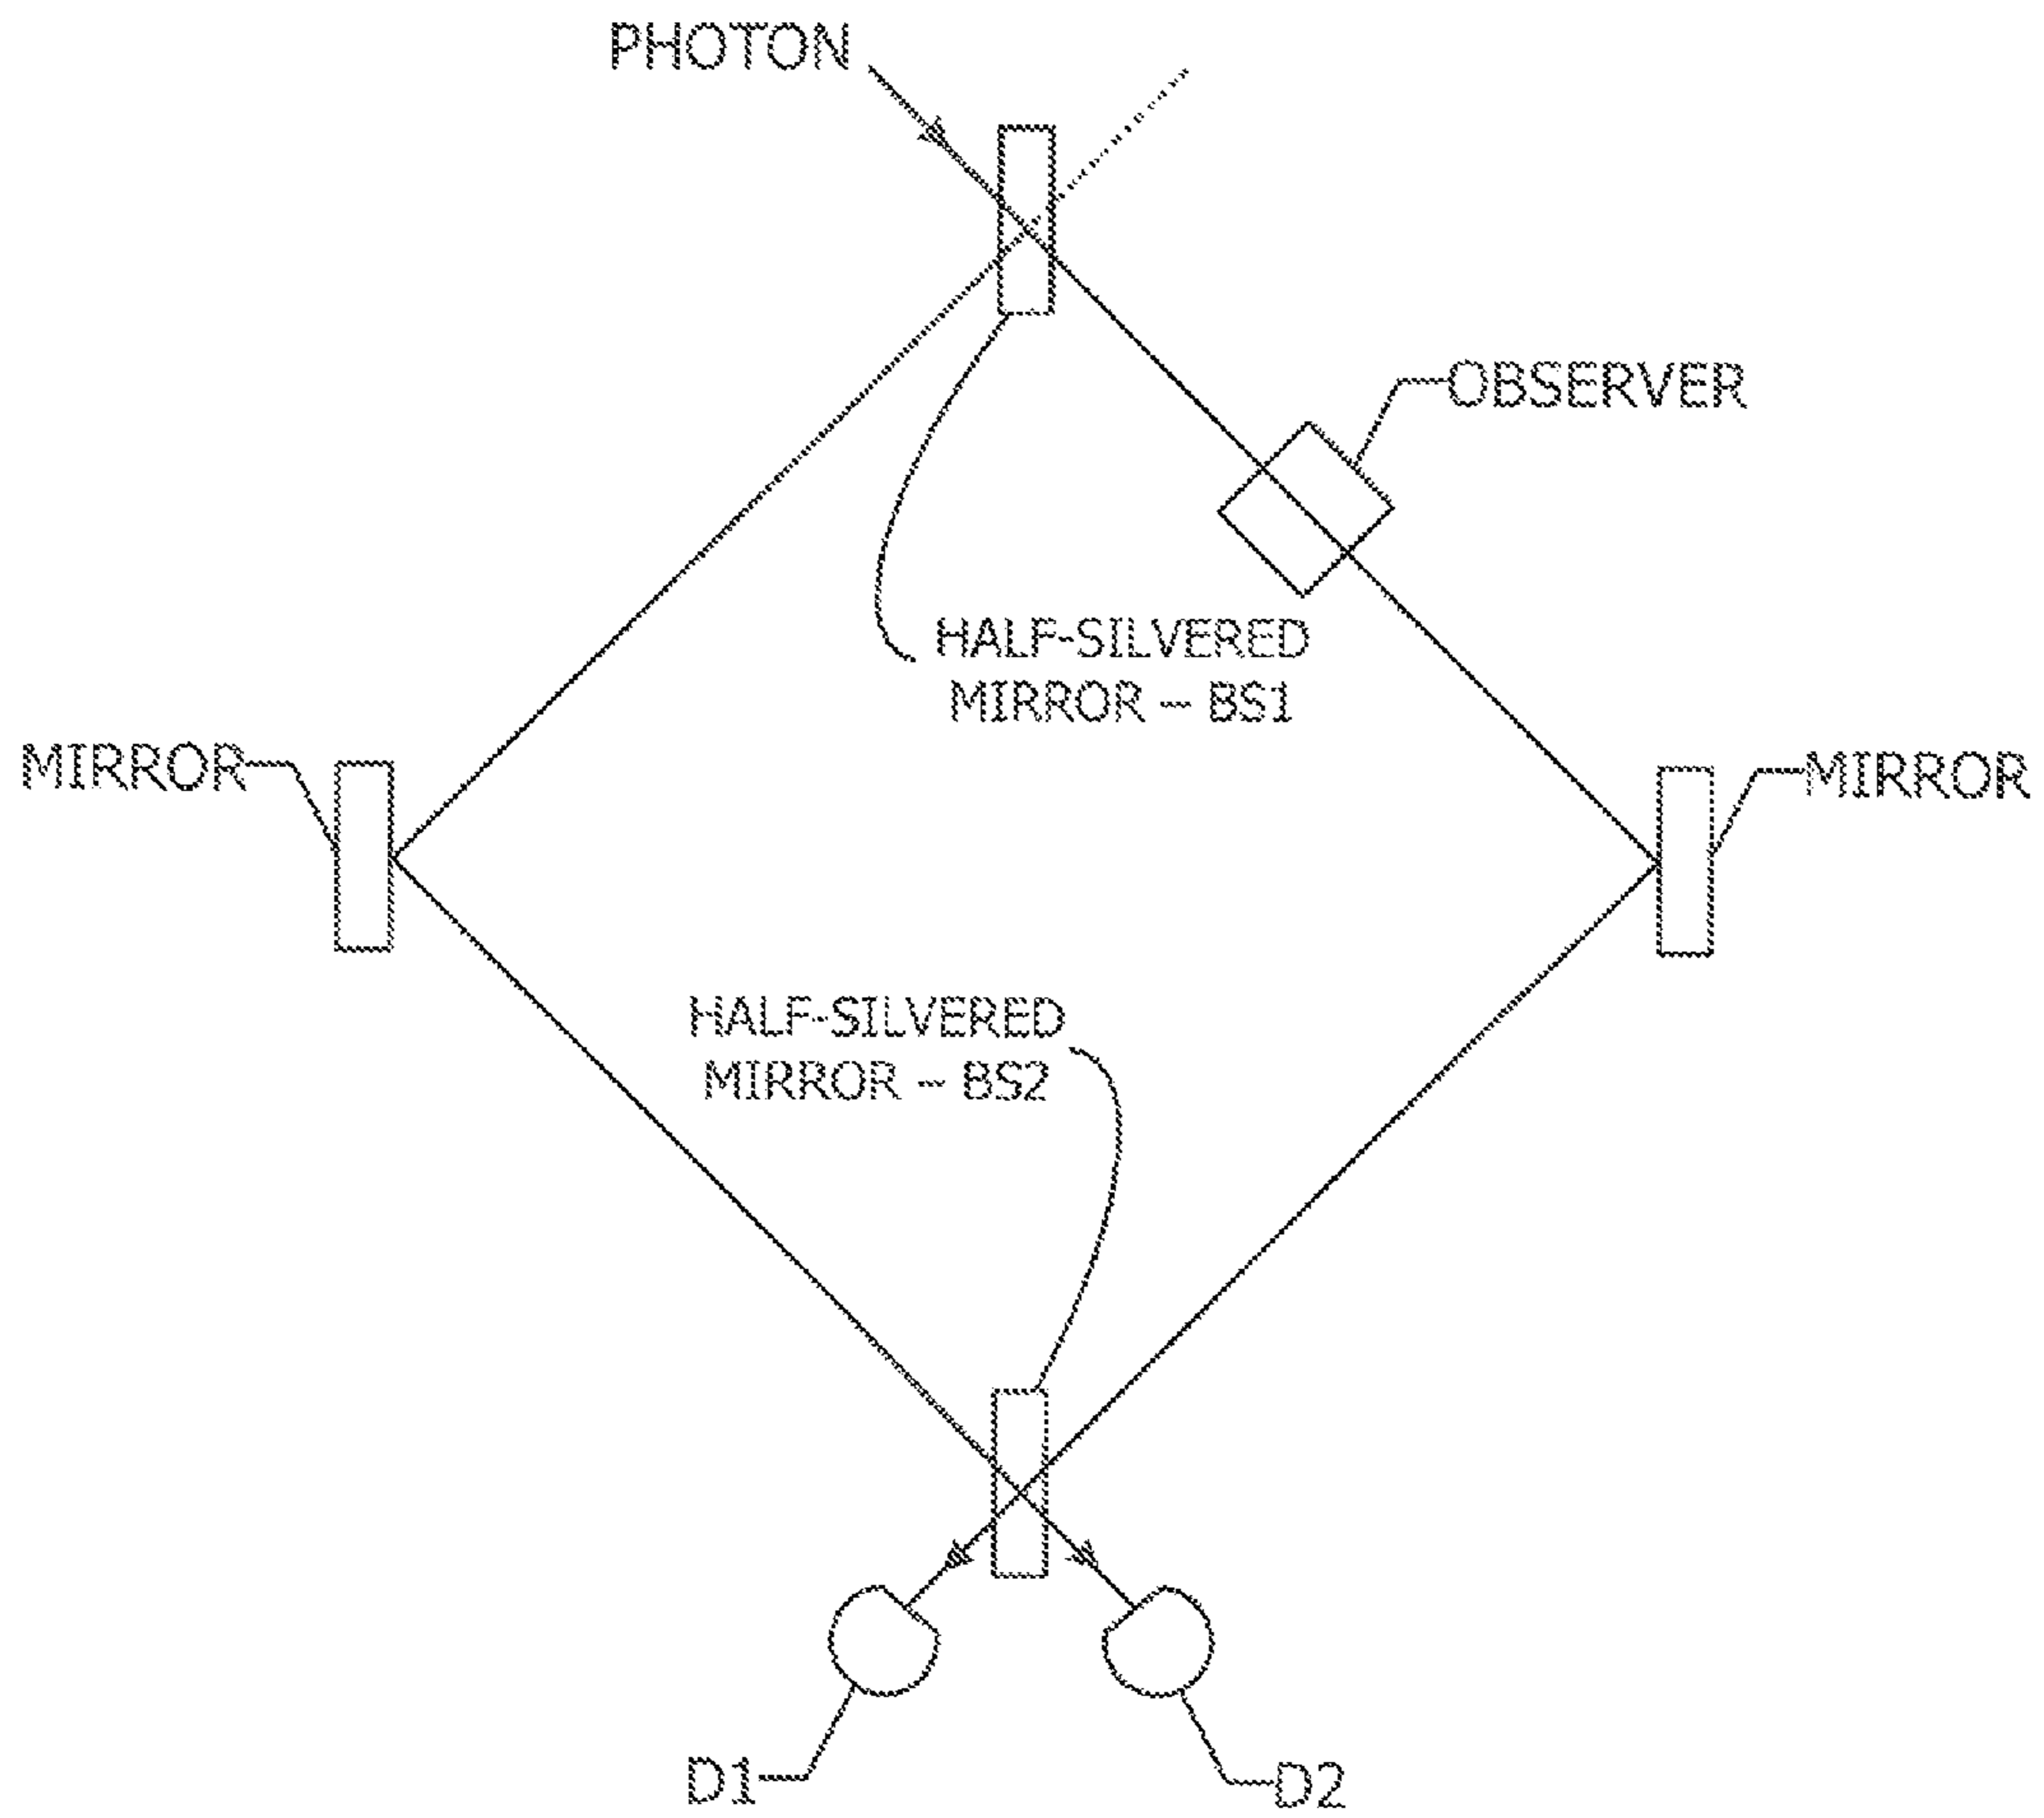 PHOTON
OBSERVER
HALF-SILVERED
MIRROR – BS1
MIRROR
MIRROR
HALF-SILVERED
MIRROR – BS2
D1
D2